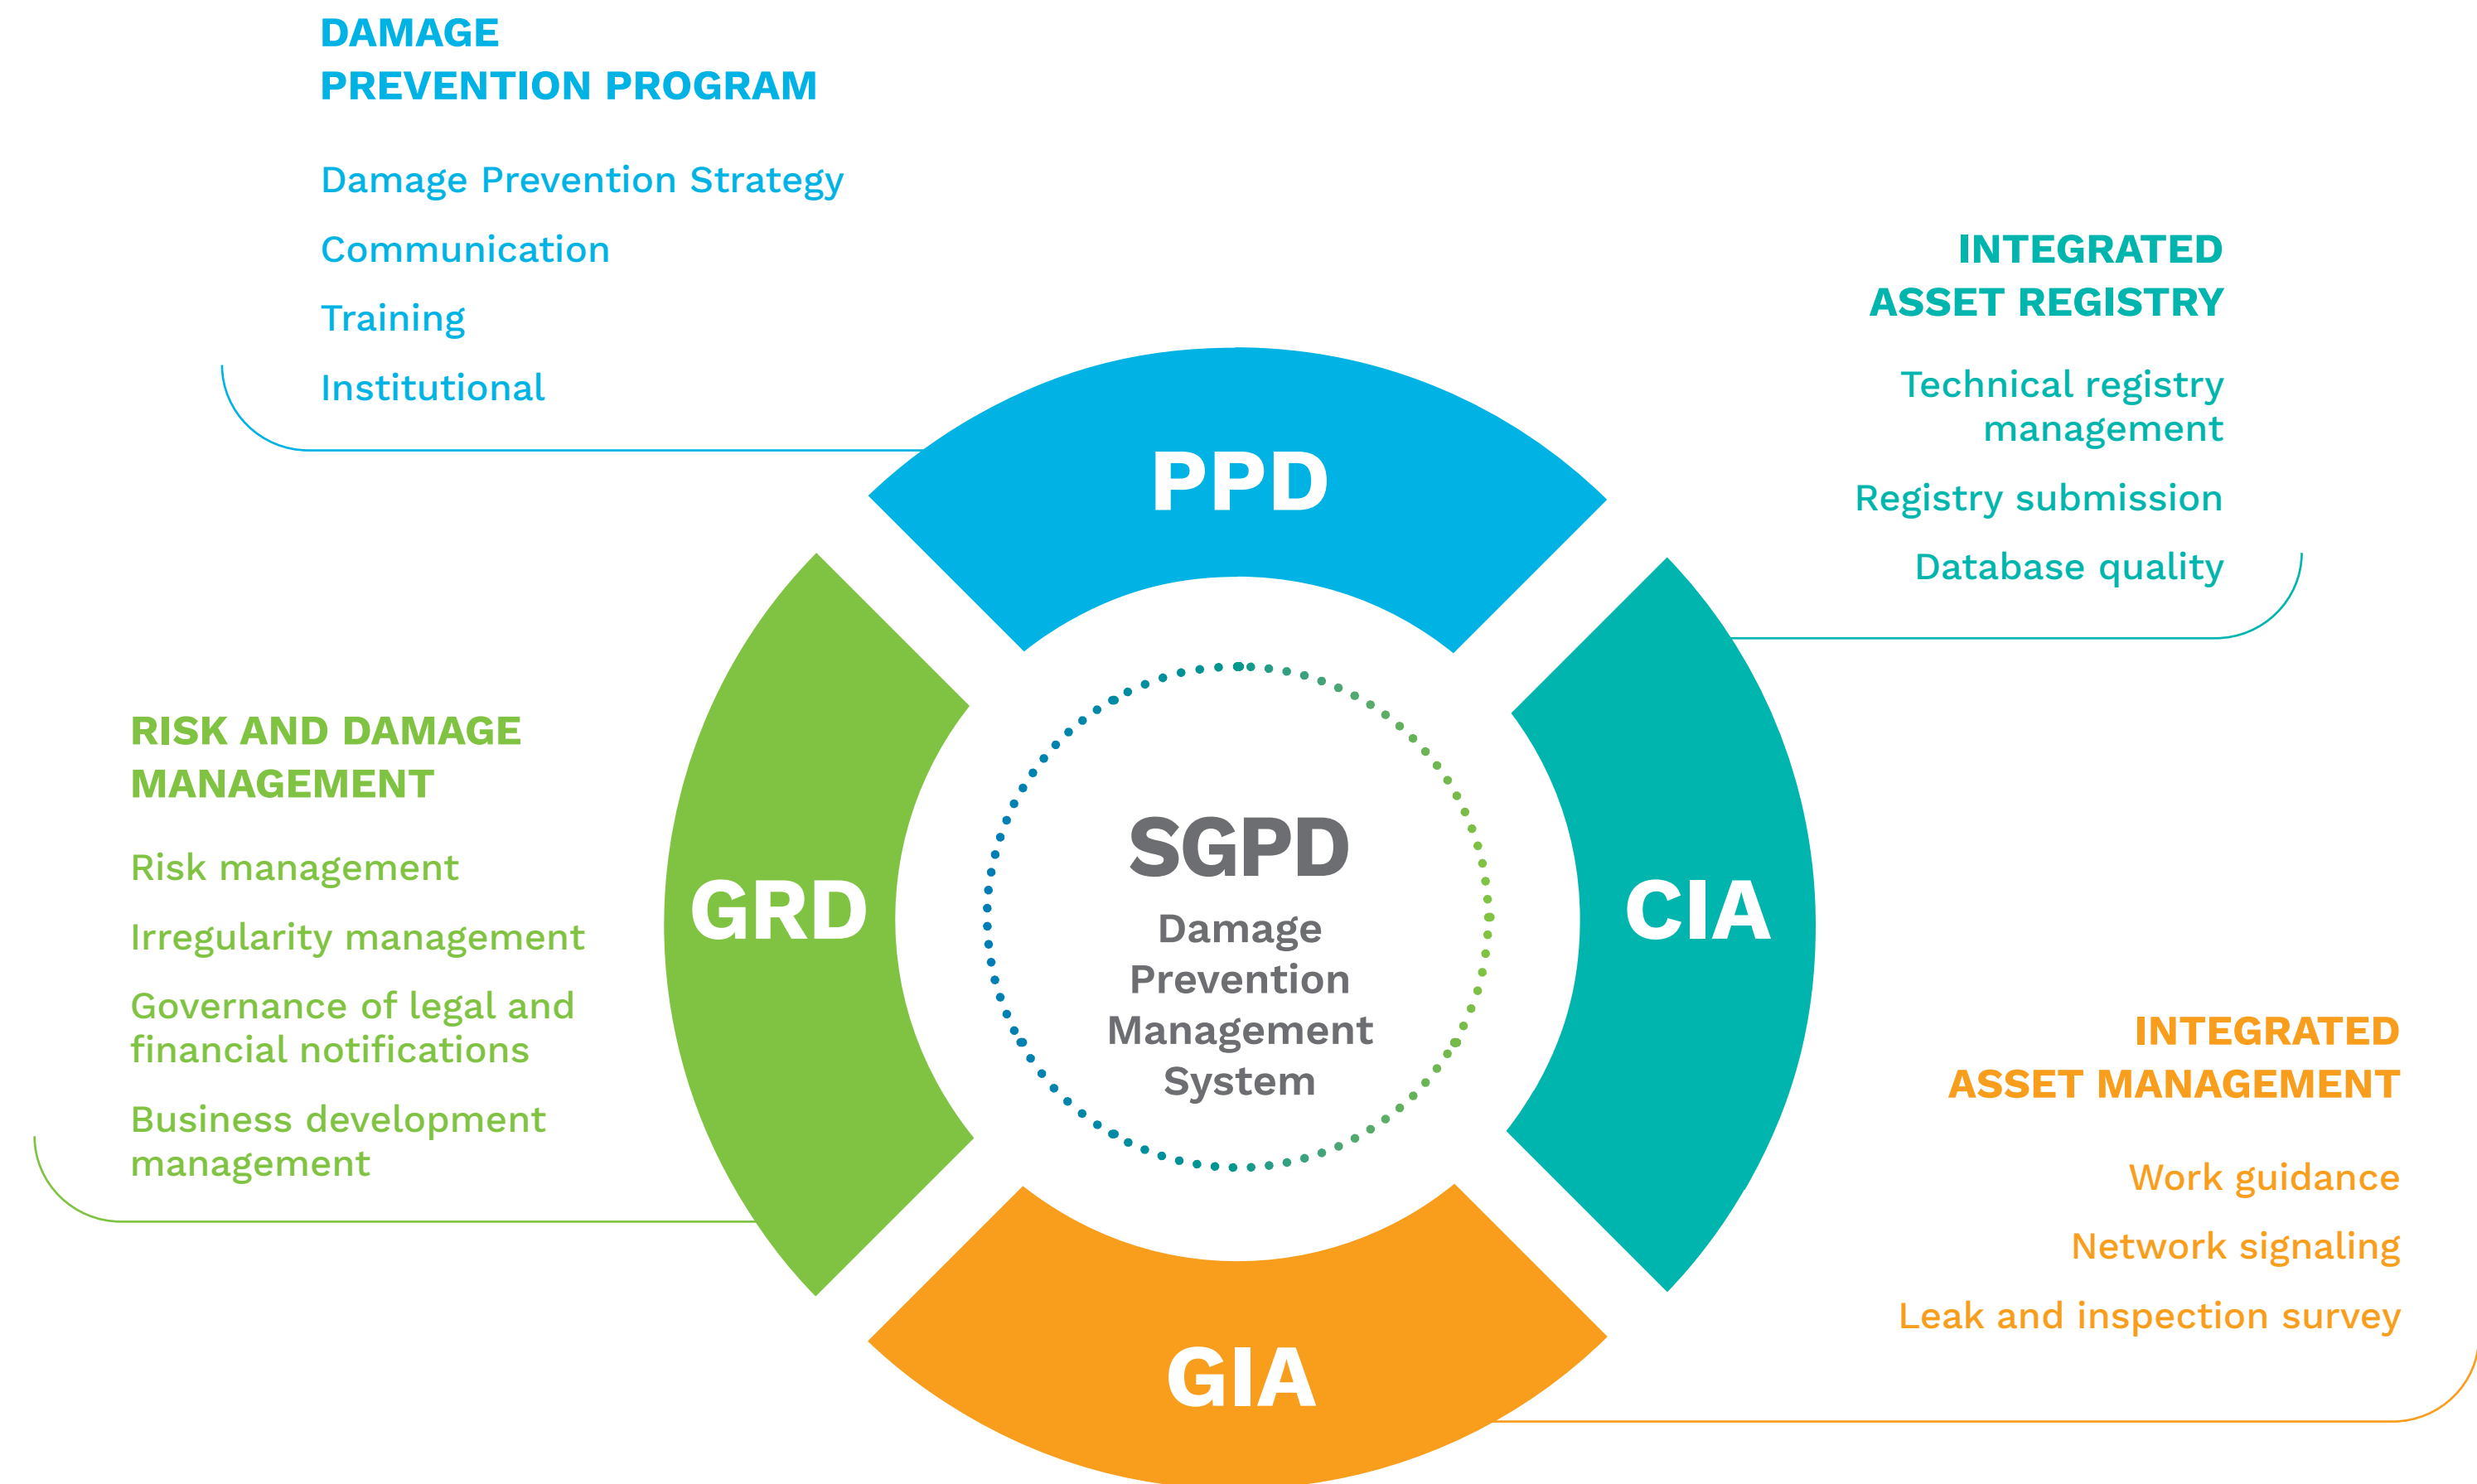 DAMAGE
PREVENTION PROGRAM
Damage Prevention Strategy
Communication
Training
Institutional
INTEGRATED
ASSET REGISTRY
Technical registry
management
Registry submission
Database quality
PPD
RISK AND DAMAGE
MANAGEMENT
Risk management
Irregularity management
Governance of legal and
financial notifications
Business development
management
GRD
SGPD
Damage
Prevention
Management
System
CIA
INTEGRATED
ASSET MANAGEMENT
Work guidance
Network signaling
Leak and inspection survey
GIA